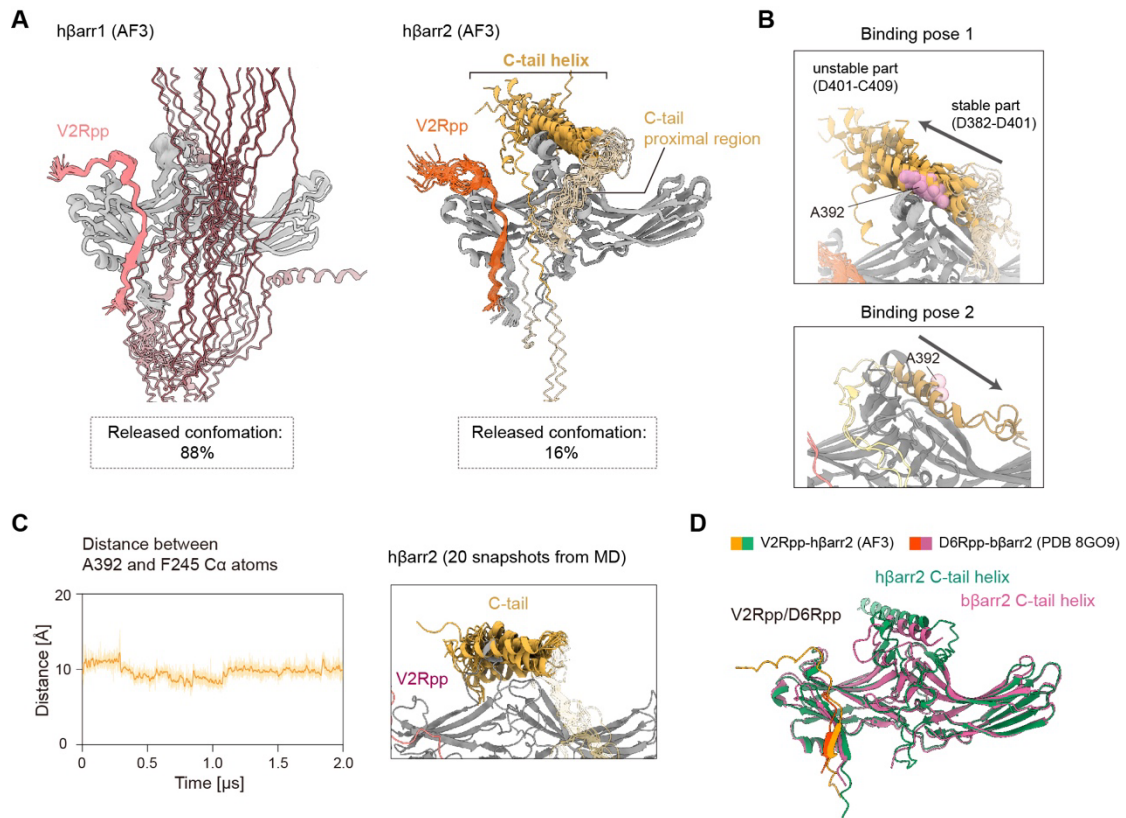 A
hβarr1 (AF3)
V2Rpp
Released confomation:
88%
hβarr2 (AF3)
C-tail helix
V2Rpp
C-tail
proximal region
Released confomation:
16%
B
Binding pose 1
unstable part
(D401-C409)
stable part
(D382-D401)
A392
Binding pose 2
A392
C
Distance between
A392 and F245 Cα atoms
20
10
0
Distance [Å]
0
0.5
1.0
1.5
2.0
Time [µs]
hβarr2 (20 snapshots from MD)
C-tail
V2Rpp
D
V2Rpp-hβarr2 (AF3)
D6Rpp-bβarr2 (PDB 8GO9)
hβarr2 C-tail helix
bβarr2 C-tail helix
V2Rpp/D6Rpp